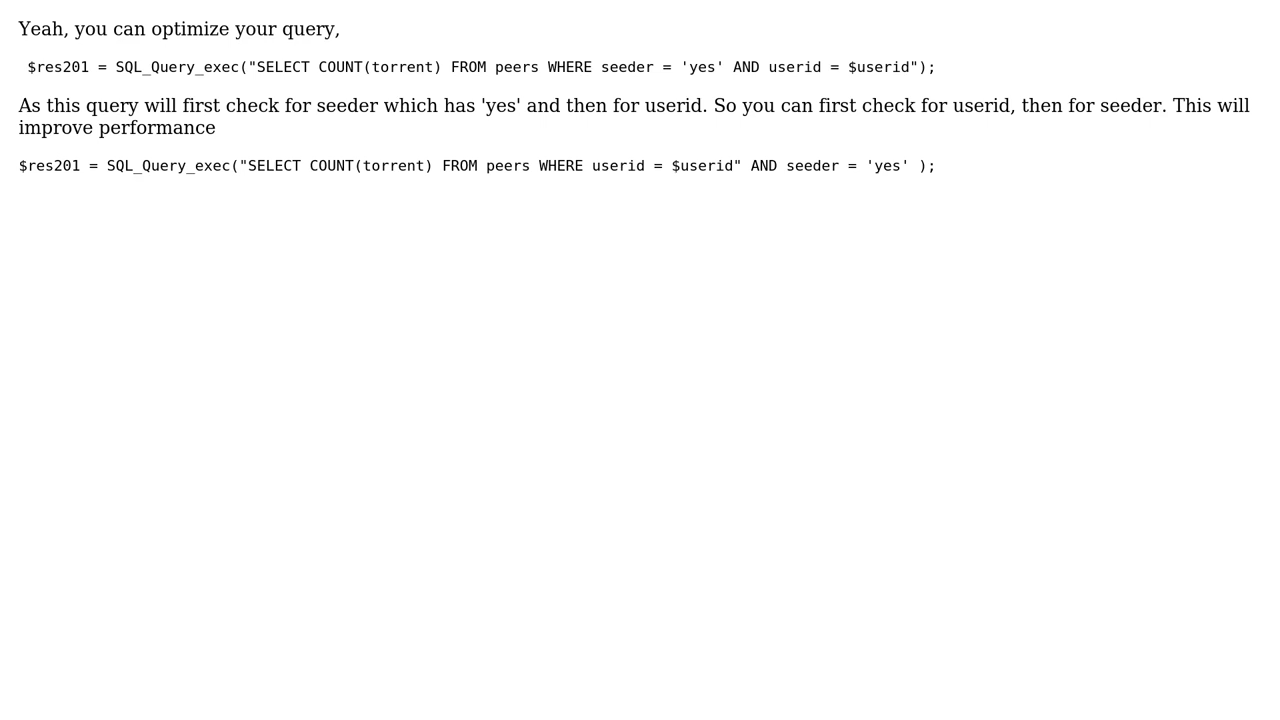 Yeah, you can optimize your query,
$res201 = SQL_Query_exec("SELECT COUNT(torrent) FROM peers WHERE seeder = 'yes' AND userid = $userid");
As this query will first check for seeder which has 'yes' and then for userid. So you can first check for userid, then for seeder. This will
improve performance
$res201 = SQL_Query_exec("SELECT COUNT(torrent) FROM peers WHERE userid = $userid" AND seeder = 'yes' );